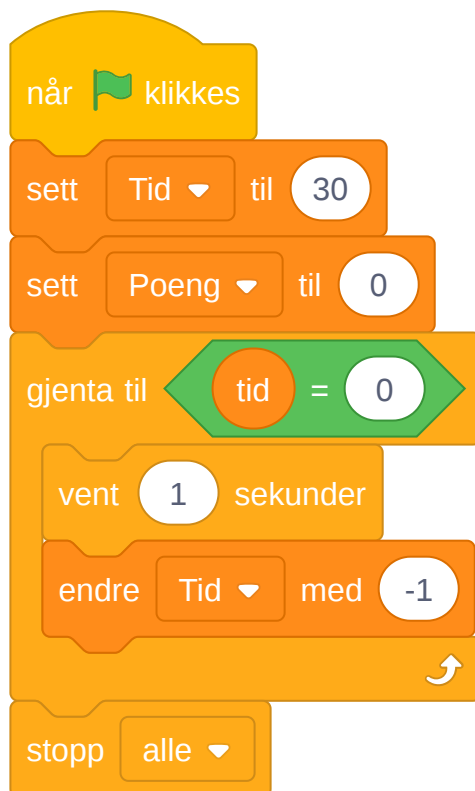 når klikkes
sett Tid til 30
sett Poeng til 0
gjenta til tid = 0
vent 1 sekunder
endre Tid med -1
stopp alle